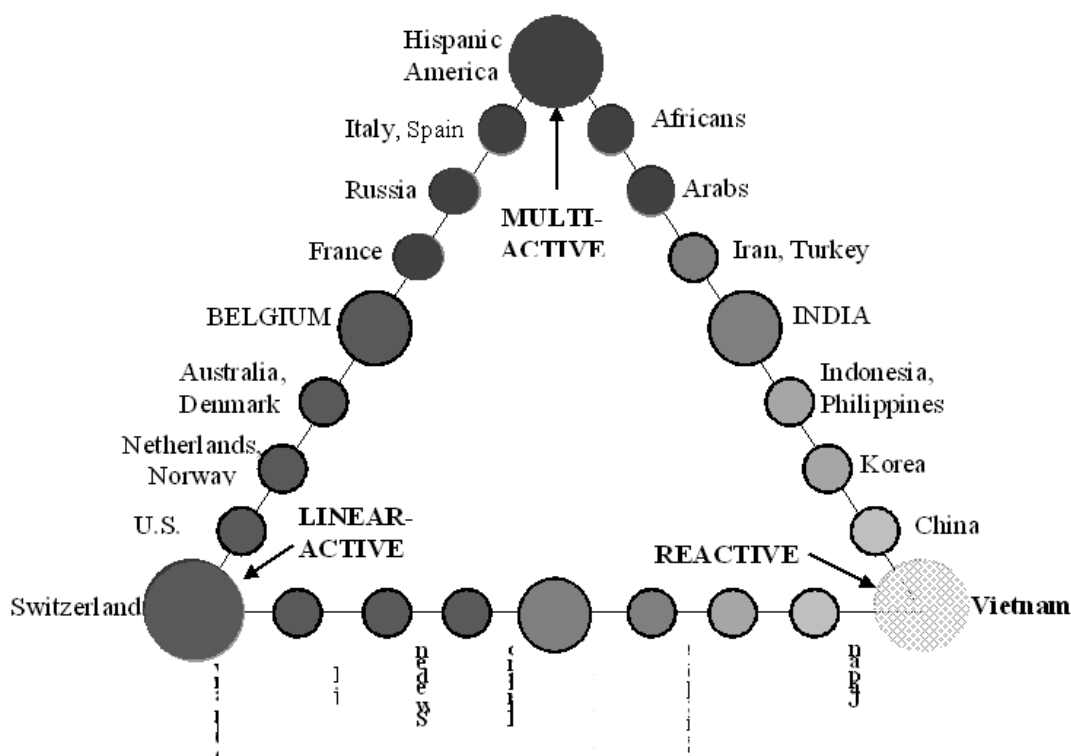 Hispanic
America
Italy, Spain
Africans
Russia
Arabs
MULTI-
ACTIVE
France
Iran, Turkey
BELGIUM
INDIA
Australia,
Denmark
Indonesia,
Philippines
Netherlands,
Norway
Korea
U.S.
LINEAR-
ACTIVE
China
REACTIVE
Switzerland
Vietnam
Sweden
Japan